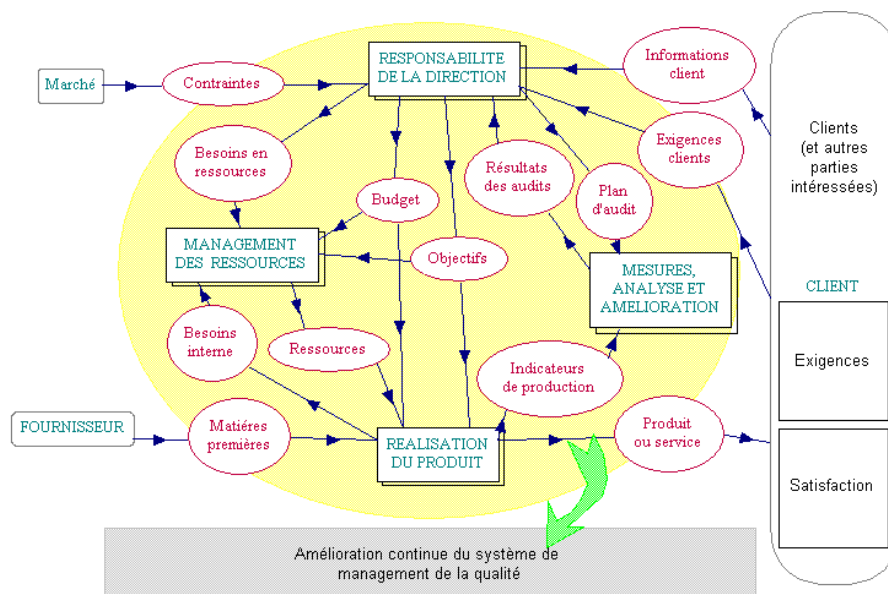 RESPONSABILITE
DE LA DIRECTION
Informations
client
Marché
Contraintes
Clients
(et autres
parties
intéressées)
Exigences
clients
Besoins en
ressources
Résultats
des audits
Plan
d'audit
Budget
MANAGEMENT
DES RESSOURCES
Objectifs
MESURES,
ANALYSE ET
AMELIORATION
CLIENT
Besoins
interne
Ressources
Indicateurs
de production
Exigences
FOURNISSEUR
Matiéres
premières
REALISATION
DU PRODUIT
Produit
ou service
Satisfaction
Amélioration continue du système de
management de la qualité